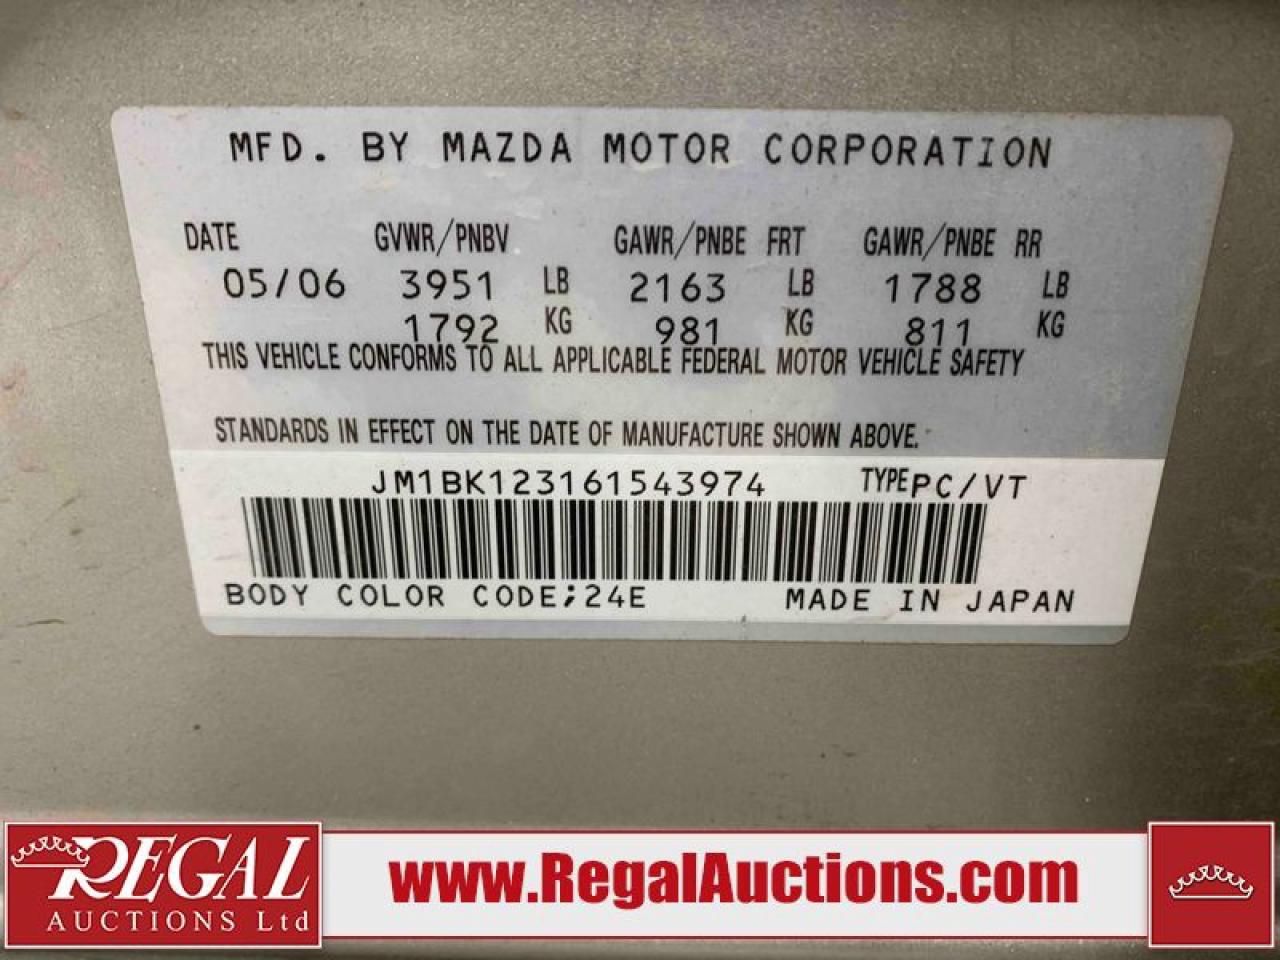 MFD. BY MAZDA MOTOR CORPORATION
DATE GVWR/PNBV GAWR/PNBE FRT GAWR/PNBE RR
05/06 3951 LB 2163 LB 1788 LB
1792 KG 981 KG 811 KG
THIS VEHICLE CONFORMS TO ALL APPLICABLE FEDERAL MOTOR VEHICLE SAFETY
STANDARDS IN EFFECT ON THE DATE OF MANUFACTURE SHOWN ABOVE.
JM1BK123161543974 TYPE PC/VT
BODY COLOR CODE;24E MADE IN JAPAN
REGAL
AUCTIONS Ltd
www.RegalAuctions.com